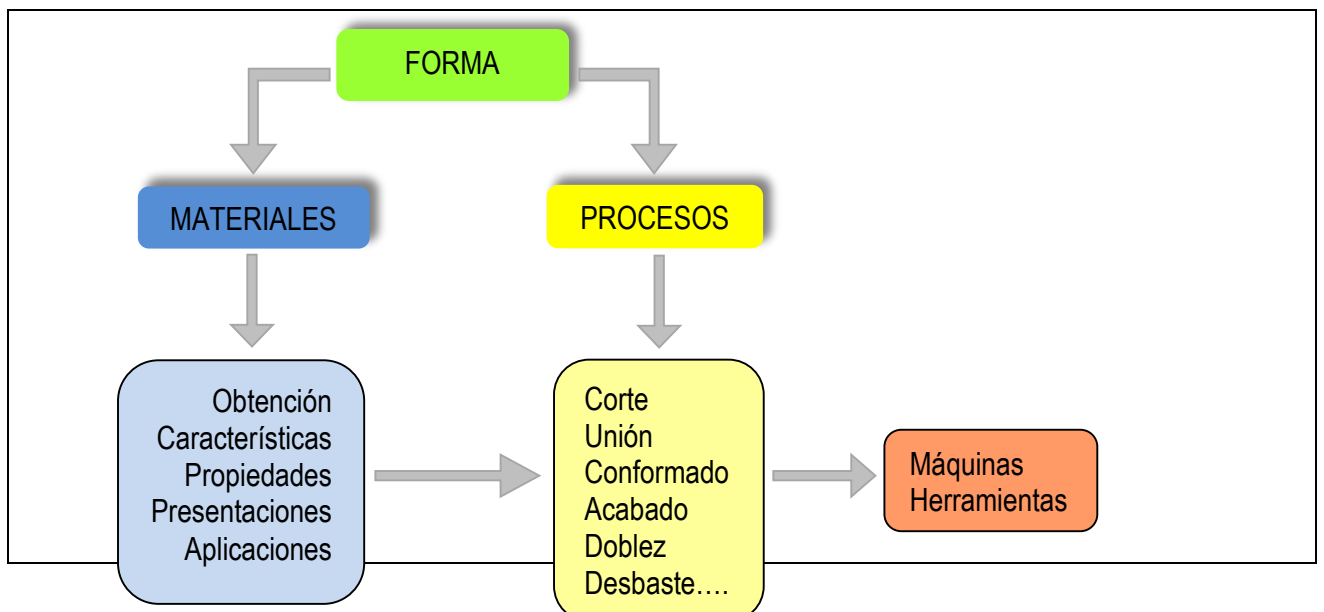 FORMA
MATERIALES
PROCESOS
Obtención
Características
Propiedades
Presentaciones
Aplicaciones
Corte
Unión
Conformado
Acabado
Doblez
Desbaste….
Máquinas
Herramientas